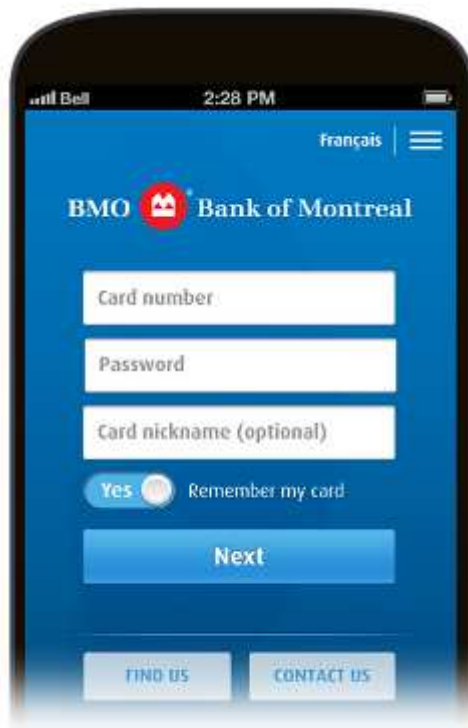 Bell 2:28 PM
Français
BMO Bank of Montreal
Card number
Password
Card nickname (optional)
Yes Remember my card
Next
FIND US CONTACT US